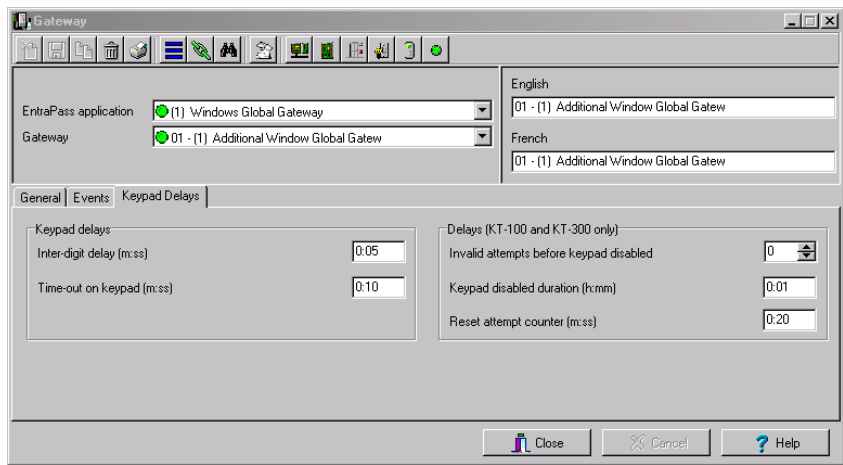 Gateway
EntraPass application
(1) Windows Global Gateway
Gateway
01 - (1) Additional Window Global Gatew
English
01 - (1) Additional Window Global Gatew
French
01 - (1) Additional Window Global Gatew
General
Events
Keypad Delays
Keypad delays
Inter-digit delay (m:ss)
0:05
Time-out on keypad (m:ss)
0:10
Delays (KT-100 and KT-300 only)
Invalid attempts before keypad disabled
0
Keypad disabled duration (h:mm)
0:01
Reset attempt counter (m:ss)
0:20
Close
Cancel
? Help